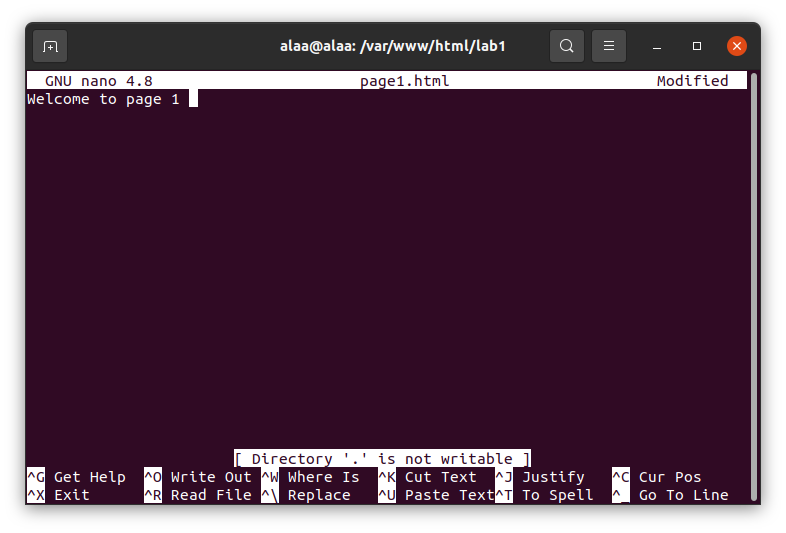 alaa@alaa: /var/www/html/lab1
GNU nano 4.8 page1.html Modified
Welcome to page 1
[ Directory '.' is not writable ]
^G Get Help ^O Write Out ^W Where Is ^K Cut Text ^J Justify ^C Cur Pos
^X Exit ^R Read File ^\ Replace ^U Paste Text ^T To Spell ^_ Go To Line